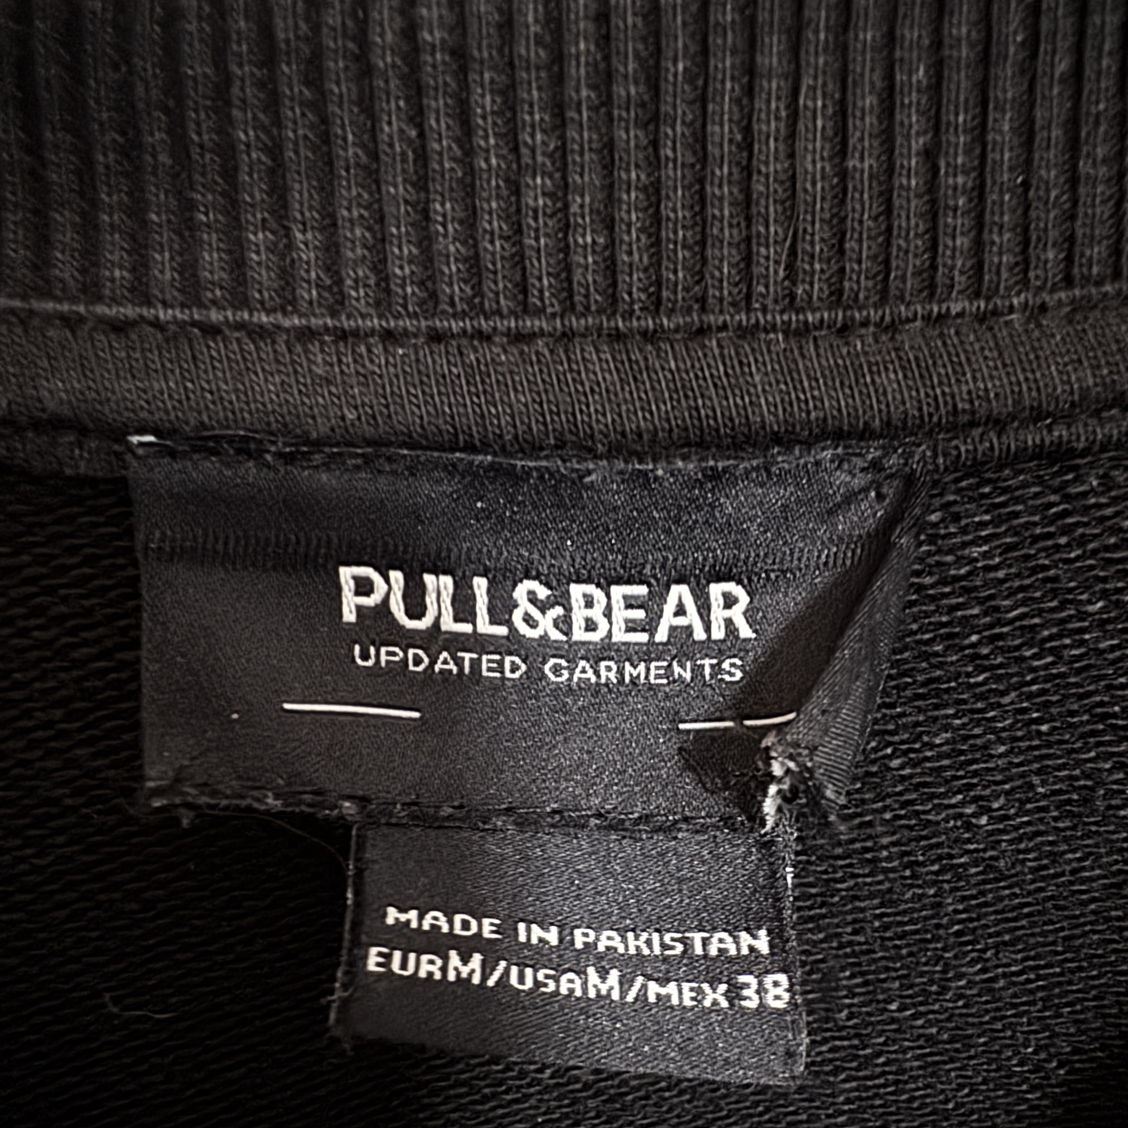 PULL&BEAR
UPDATED GARMENTS
MADE IN PAKISTAN
EURM/USAM/MEX 38